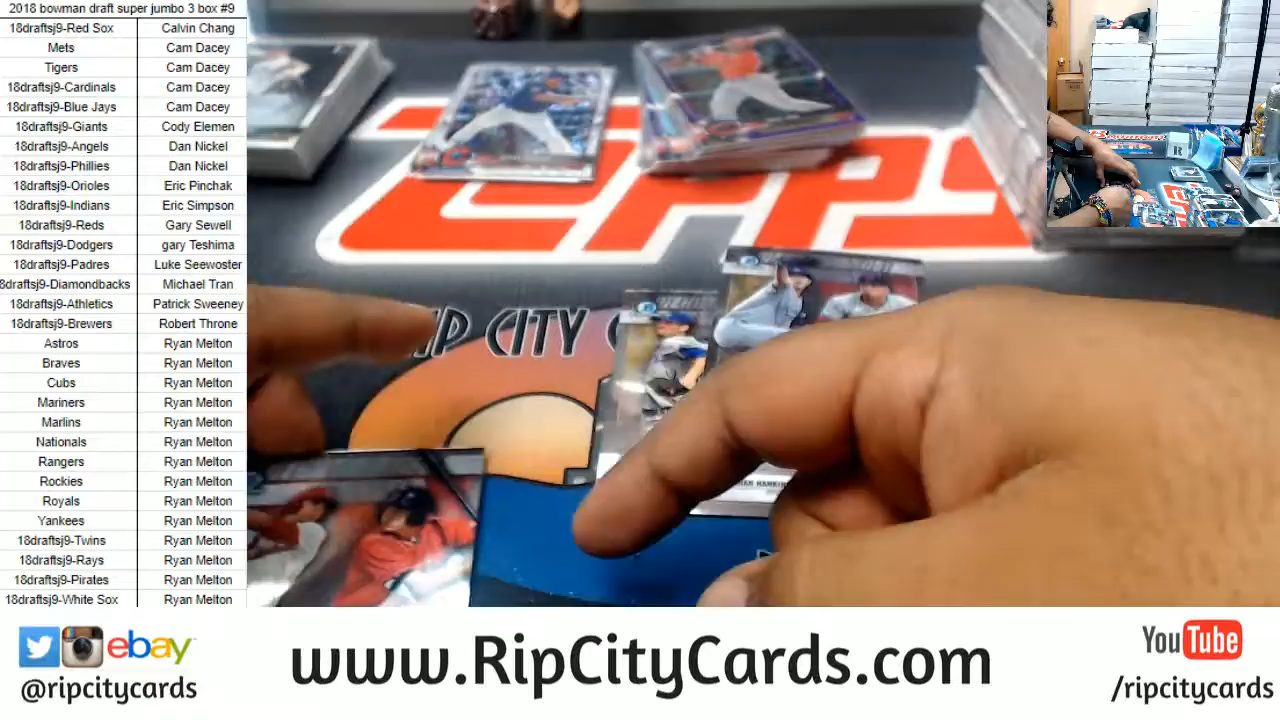 2018 bowman draft super jumbo 3 box #9
18draftsj9-Red Sox Calvin Chang
Mets Cam Dacey
Tigers Cam Dacey
18draftsj9-Cardinals Cam Dacey
18draftsj9-Blue Jays Cam Dacey
18draftsj9-Giants Cody Elemen
18draftsj9-Angels Dan Nickel
18draftsj9-Phillies Dan Nickel
18draftsj9-Orioles Eric Pinchak
18draftsj9-Indians Eric Simpson
18draftsj9-Reds Gary Sewell
18draftsj9-Dodgers gary Teshima
18draftsj9-Padres Luke Seewoster
18draftsj9-Diamondbacks Michael Tran
18draftsj9-Athletics Patrick Sweeney
18draftsj9-Brewers Robert Throne
Astros Ryan Melton
Braves Ryan Melton
Cubs Ryan Melton
Mariners Ryan Melton
Marlins Ryan Melton
Nationals Ryan Melton
Rangers Ryan Melton
Rockies Ryan Melton
Royals Ryan Melton
Yankees Ryan Melton
18draftsj9-Twins Ryan Melton
18draftsj9-Rays Ryan Melton
18draftsj9-Pirates Ryan Melton
18draftsj9-White Sox Ryan Melton
RIP CITY
ebay
@ripcitycards
www.RipCityCards.com
YouTube
/ripcitycards